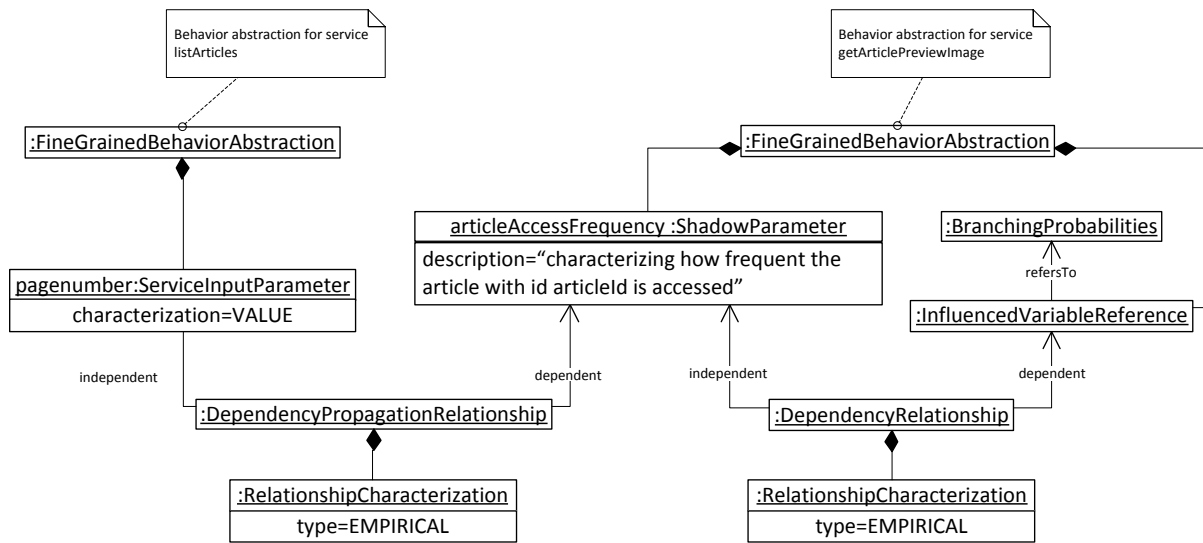 Behavior abstraction for service
listArticles
Behavior abstraction for service
getArticlePreviewImage
:FineGrainedBehaviorAbstraction
:FineGrainedBehaviorAbstraction
articleAccessFrequency :ShadowParameter
description=“characterizing how frequent the
article with id articleId is accessed”
:BranchingProbabilities
refersTo
pagenumber:ServiceInputParameter
characterization=VALUE
:InfluencedVariableReference
independent
dependent
independent
dependent
:DependencyPropagationRelationship
:DependencyRelationship
:RelationshipCharacterization
type=EMPIRICAL
:RelationshipCharacterization
type=EMPIRICAL